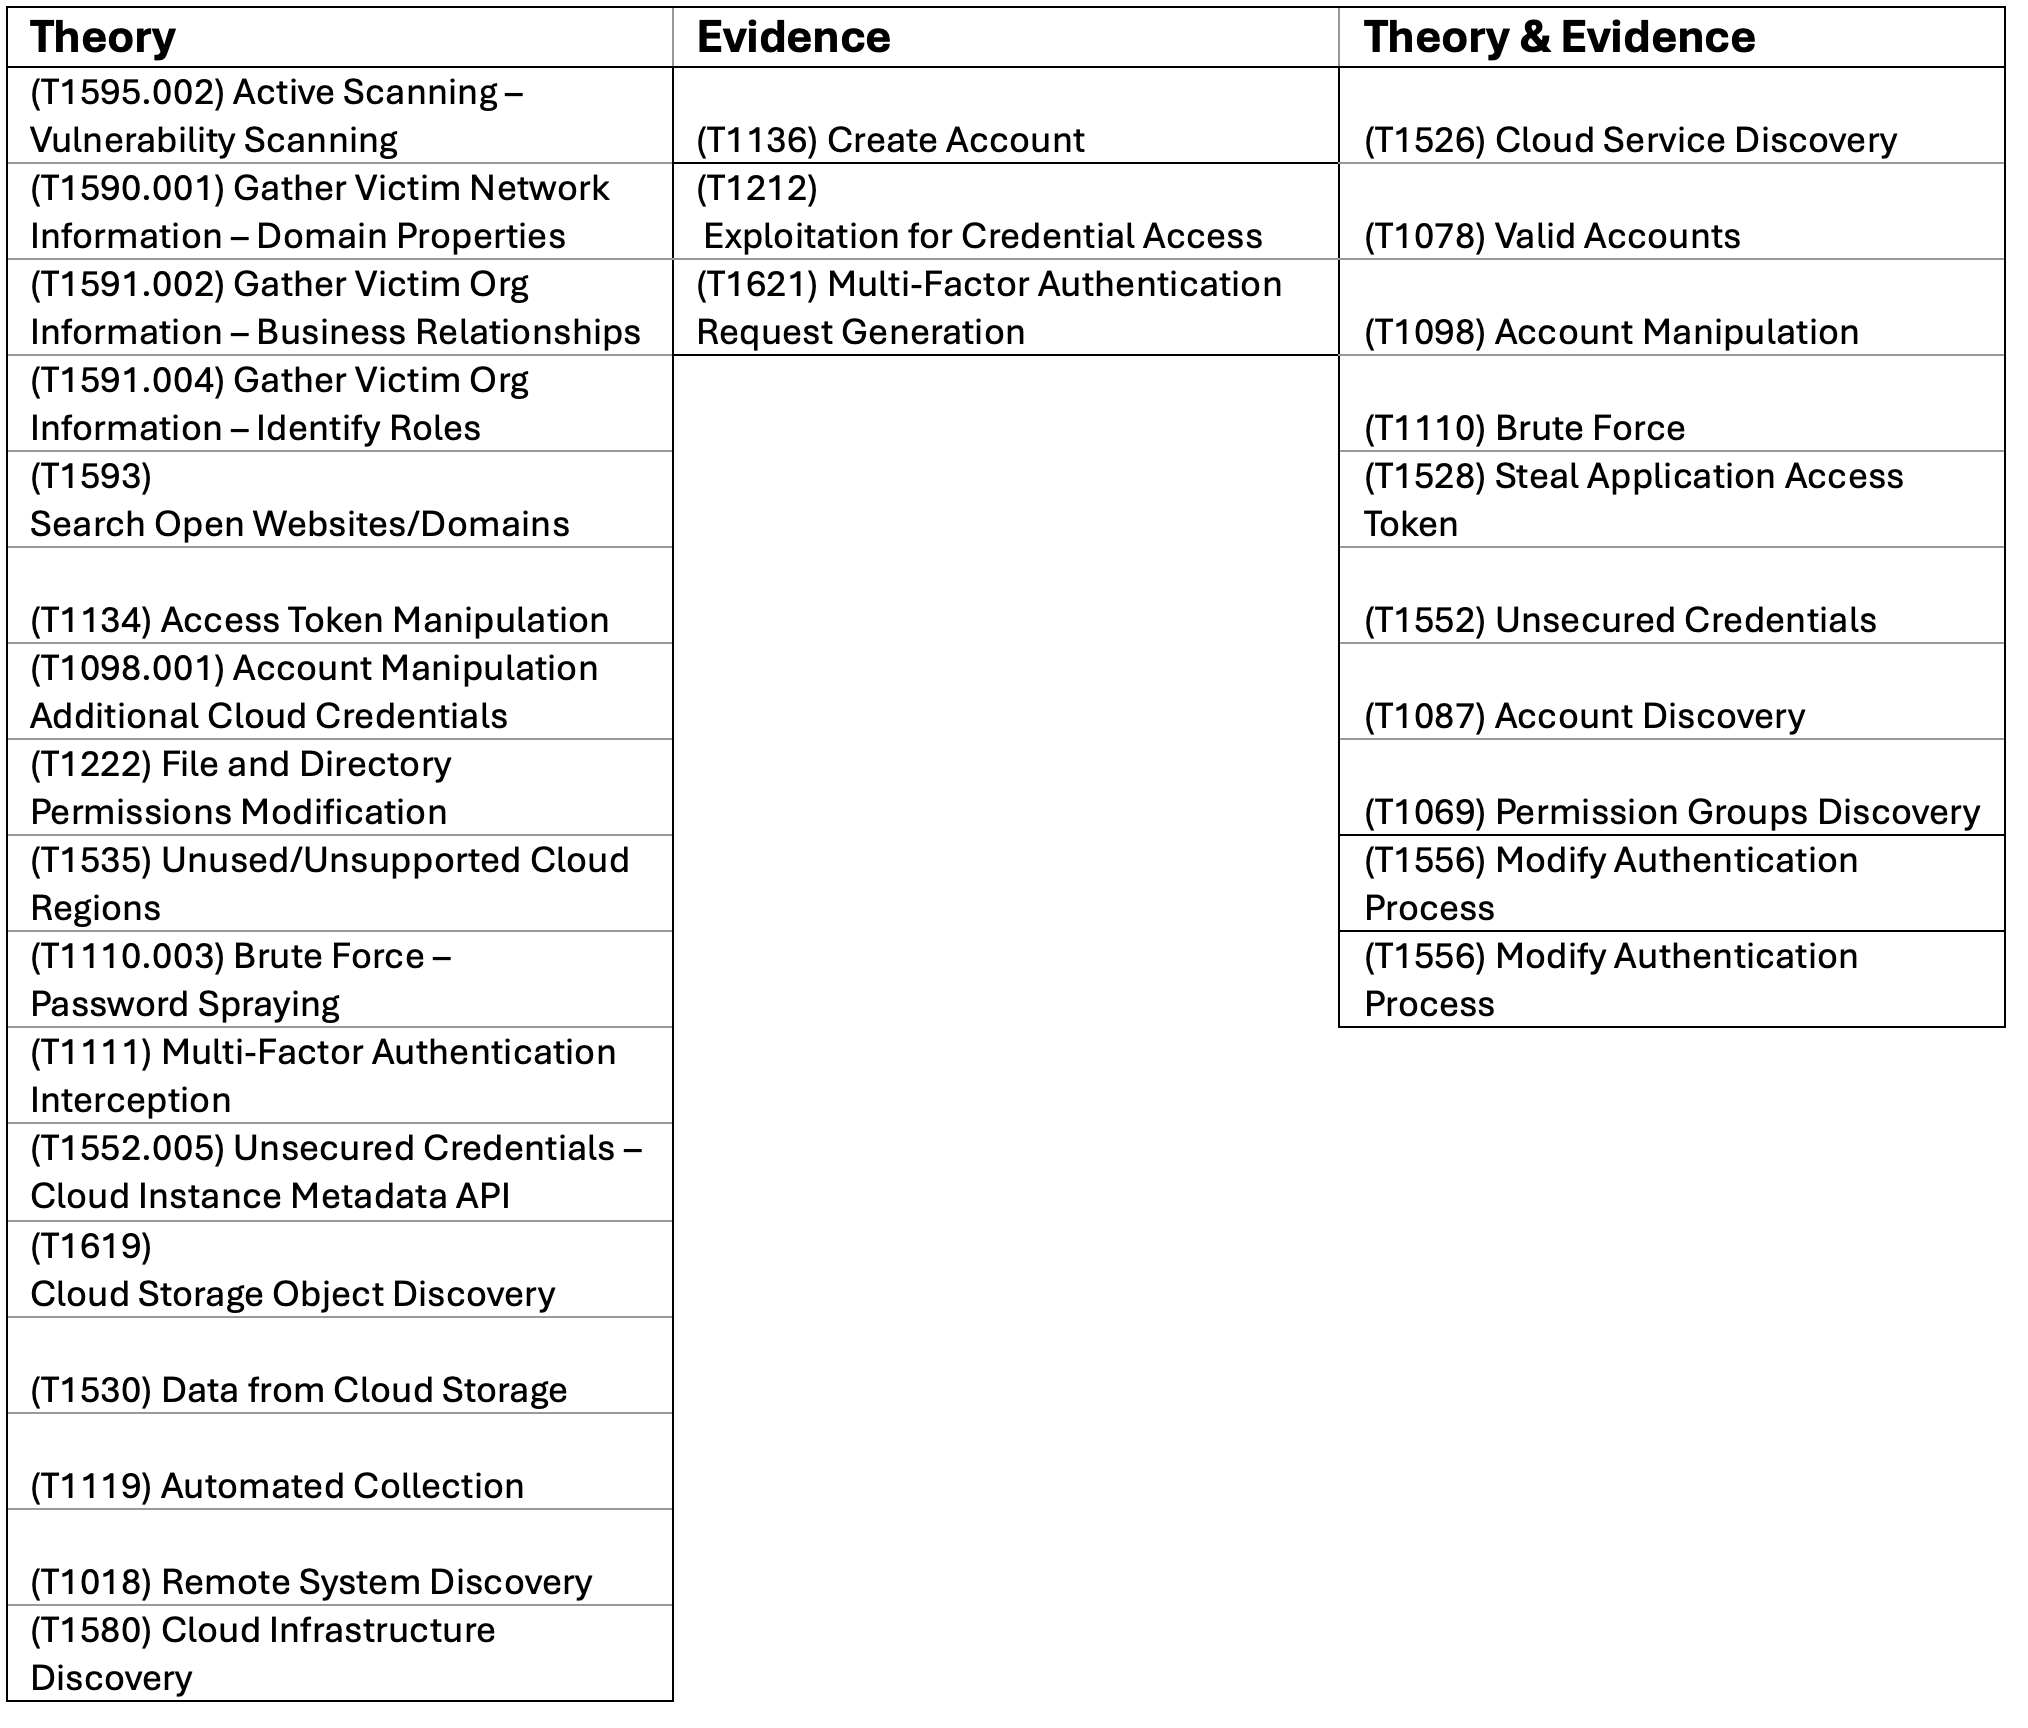 Theory
Evidence
Theory & Evidence
(T1595.002) Active Scanning –
Vulnerability Scanning
(T1136) Create Account
(T1526) Cloud Service Discovery
(T1590.001) Gather Victim Network
Information – Domain Properties
(T1212)
Exploitation for Credential Access
(T1078) Valid Accounts
(T1591.002) Gather Victim Org
Information – Business Relationships
(T1621) Multi-Factor Authentication
Request Generation
(T1098) Account Manipulation
(T1591.004) Gather Victim Org
Information – Identify Roles
(T1110) Brute Force
(T1593)
Search Open Websites/Domains
(T1528) Steal Application Access
Token
(T1134) Access Token Manipulation
(T1552) Unsecured Credentials
(T1098.001) Account Manipulation
Additional Cloud Credentials
(T1087) Account Discovery
(T1222) File and Directory
Permissions Modification
(T1069) Permission Groups Discovery
(T1535) Unused/Unsupported Cloud
Regions
(T1556) Modify Authentication
Process
(T1110.003) Brute Force –
Password Spraying
(T1556) Modify Authentication
Process
(T1111) Multi-Factor Authentication
Interception
(T1552.005) Unsecured Credentials –
Cloud Instance Metadata API
(T1619)
Cloud Storage Object Discovery
(T1530) Data from Cloud Storage
(T1119) Automated Collection
(T1018) Remote System Discovery
(T1580) Cloud Infrastructure
Discovery